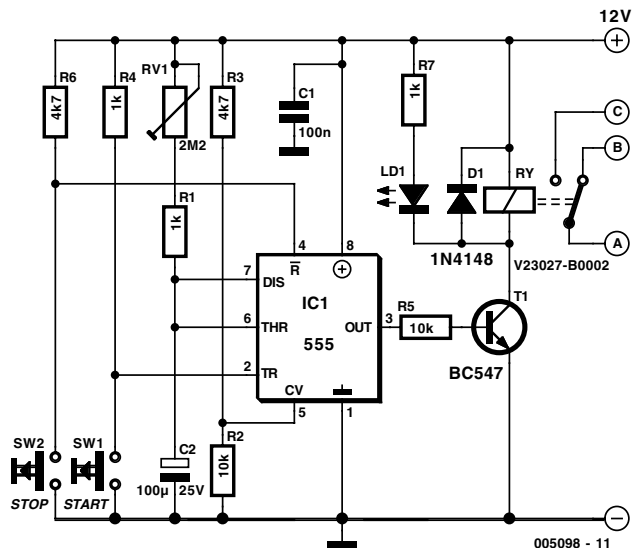 12V
+
R6
4k7
R4
1k
RV1
2M2
R3
4k7
C1
100n
R7
1k
C
B
LD1
D1
1N4148
RY
V23027-B0002
A
R1
1k
4
8
R
+
7
DIS
IC1
6
THR
555
OUT
3
R5
10k
T1
BC547
2
TR
CV
5
1
SW2
STOP
SW1
START
C2
100µ
25V
R2
10k
−
005098 - 11